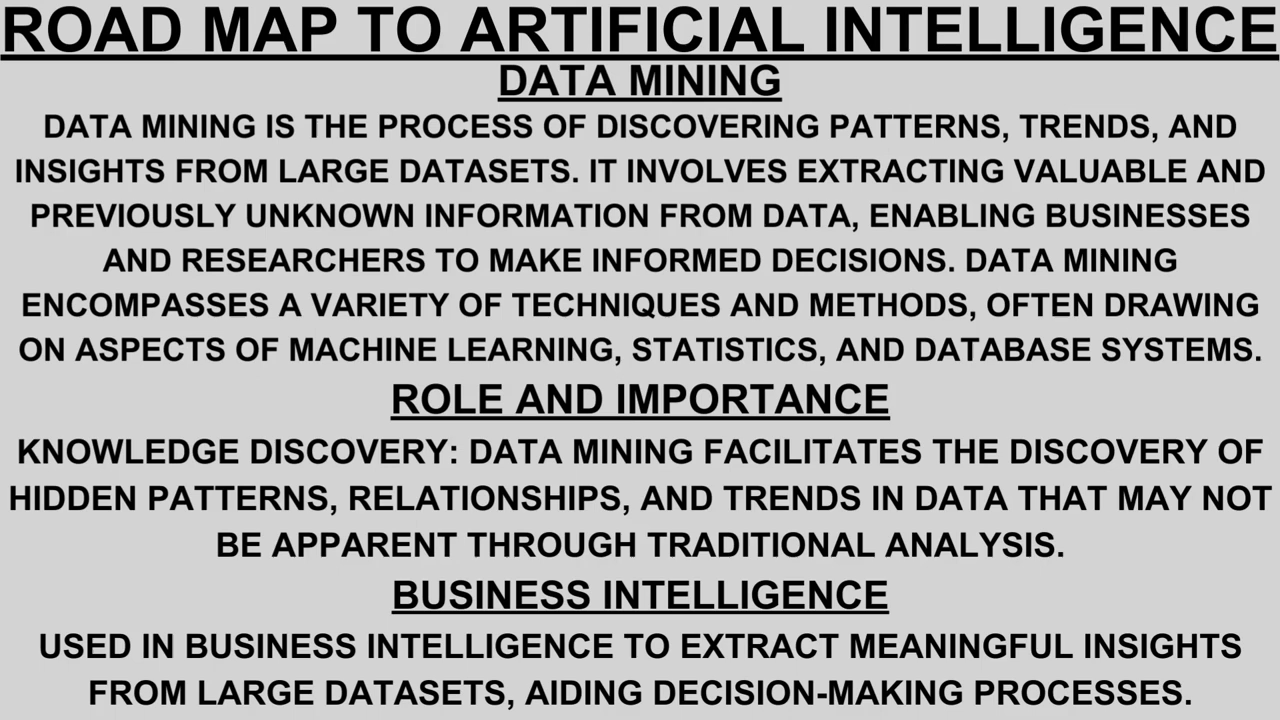 ROAD MAP TO ARTIFICIAL INTELLIGENCE
DATA MINING
DATA MINING IS THE PROCESS OF DISCOVERING PATTERNS, TRENDS, AND
INSIGHTS FROM LARGE DATASETS. IT INVOLVES EXTRACTING VALUABLE AND
PREVIOUSLY UNKNOWN INFORMATION FROM DATA, ENABLING BUSINESSES
AND RESEARCHERS TO MAKE INFORMED DECISIONS. DATA MINING
ENCOMPASSES A VARIETY OF TECHNIQUES AND METHODS, OFTEN DRAWING
ON ASPECTS OF MACHINE LEARNING, STATISTICS, AND DATABASE SYSTEMS.
ROLE AND IMPORTANCE
KNOWLEDGE DISCOVERY: DATA MINING FACILITATES THE DISCOVERY OF
HIDDEN PATTERNS, RELATIONSHIPS, AND TRENDS IN DATA THAT MAY NOT
BE APPARENT THROUGH TRADITIONAL ANALYSIS.
BUSINESS INTELLIGENCE
USED IN BUSINESS INTELLIGENCE TO EXTRACT MEANINGFUL INSIGHTS
FROM LARGE DATASETS, AIDING DECISION-MAKING PROCESSES.